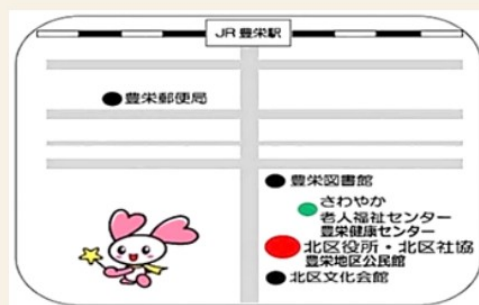 JR豊栄駅
豊栄郵便局
豊栄図書館
さわやか
老人福祉センター
豊栄健康センター
北区役所・北区社協
豊栄地区公民館
北区文化会館